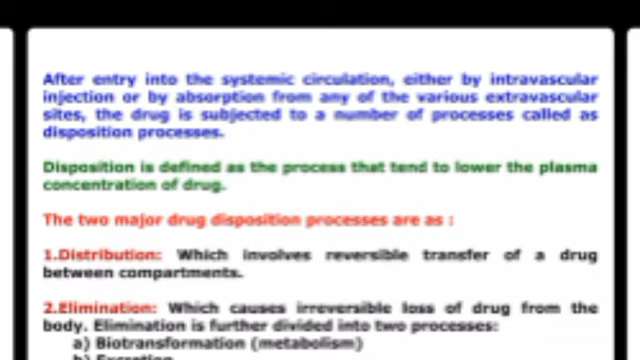 After entry into the systemic circulation, either by intravascular
injection or by absorption from any of the various extravascular
sites, the drug is subjected to a number of processes called as
disposition processes.
Disposition is defined as the process that tend to lower the plasma
concentration of drug.
The two major drug disposition processes are as :
1.Distribution: Which involves reversible transfer of a drug
between compartments.
2.Elimination: Which causes irreversible loss of drug from the
body. Elimination is further divided into two processes:
a) Biotransformation (metabolism)
b) Excretion